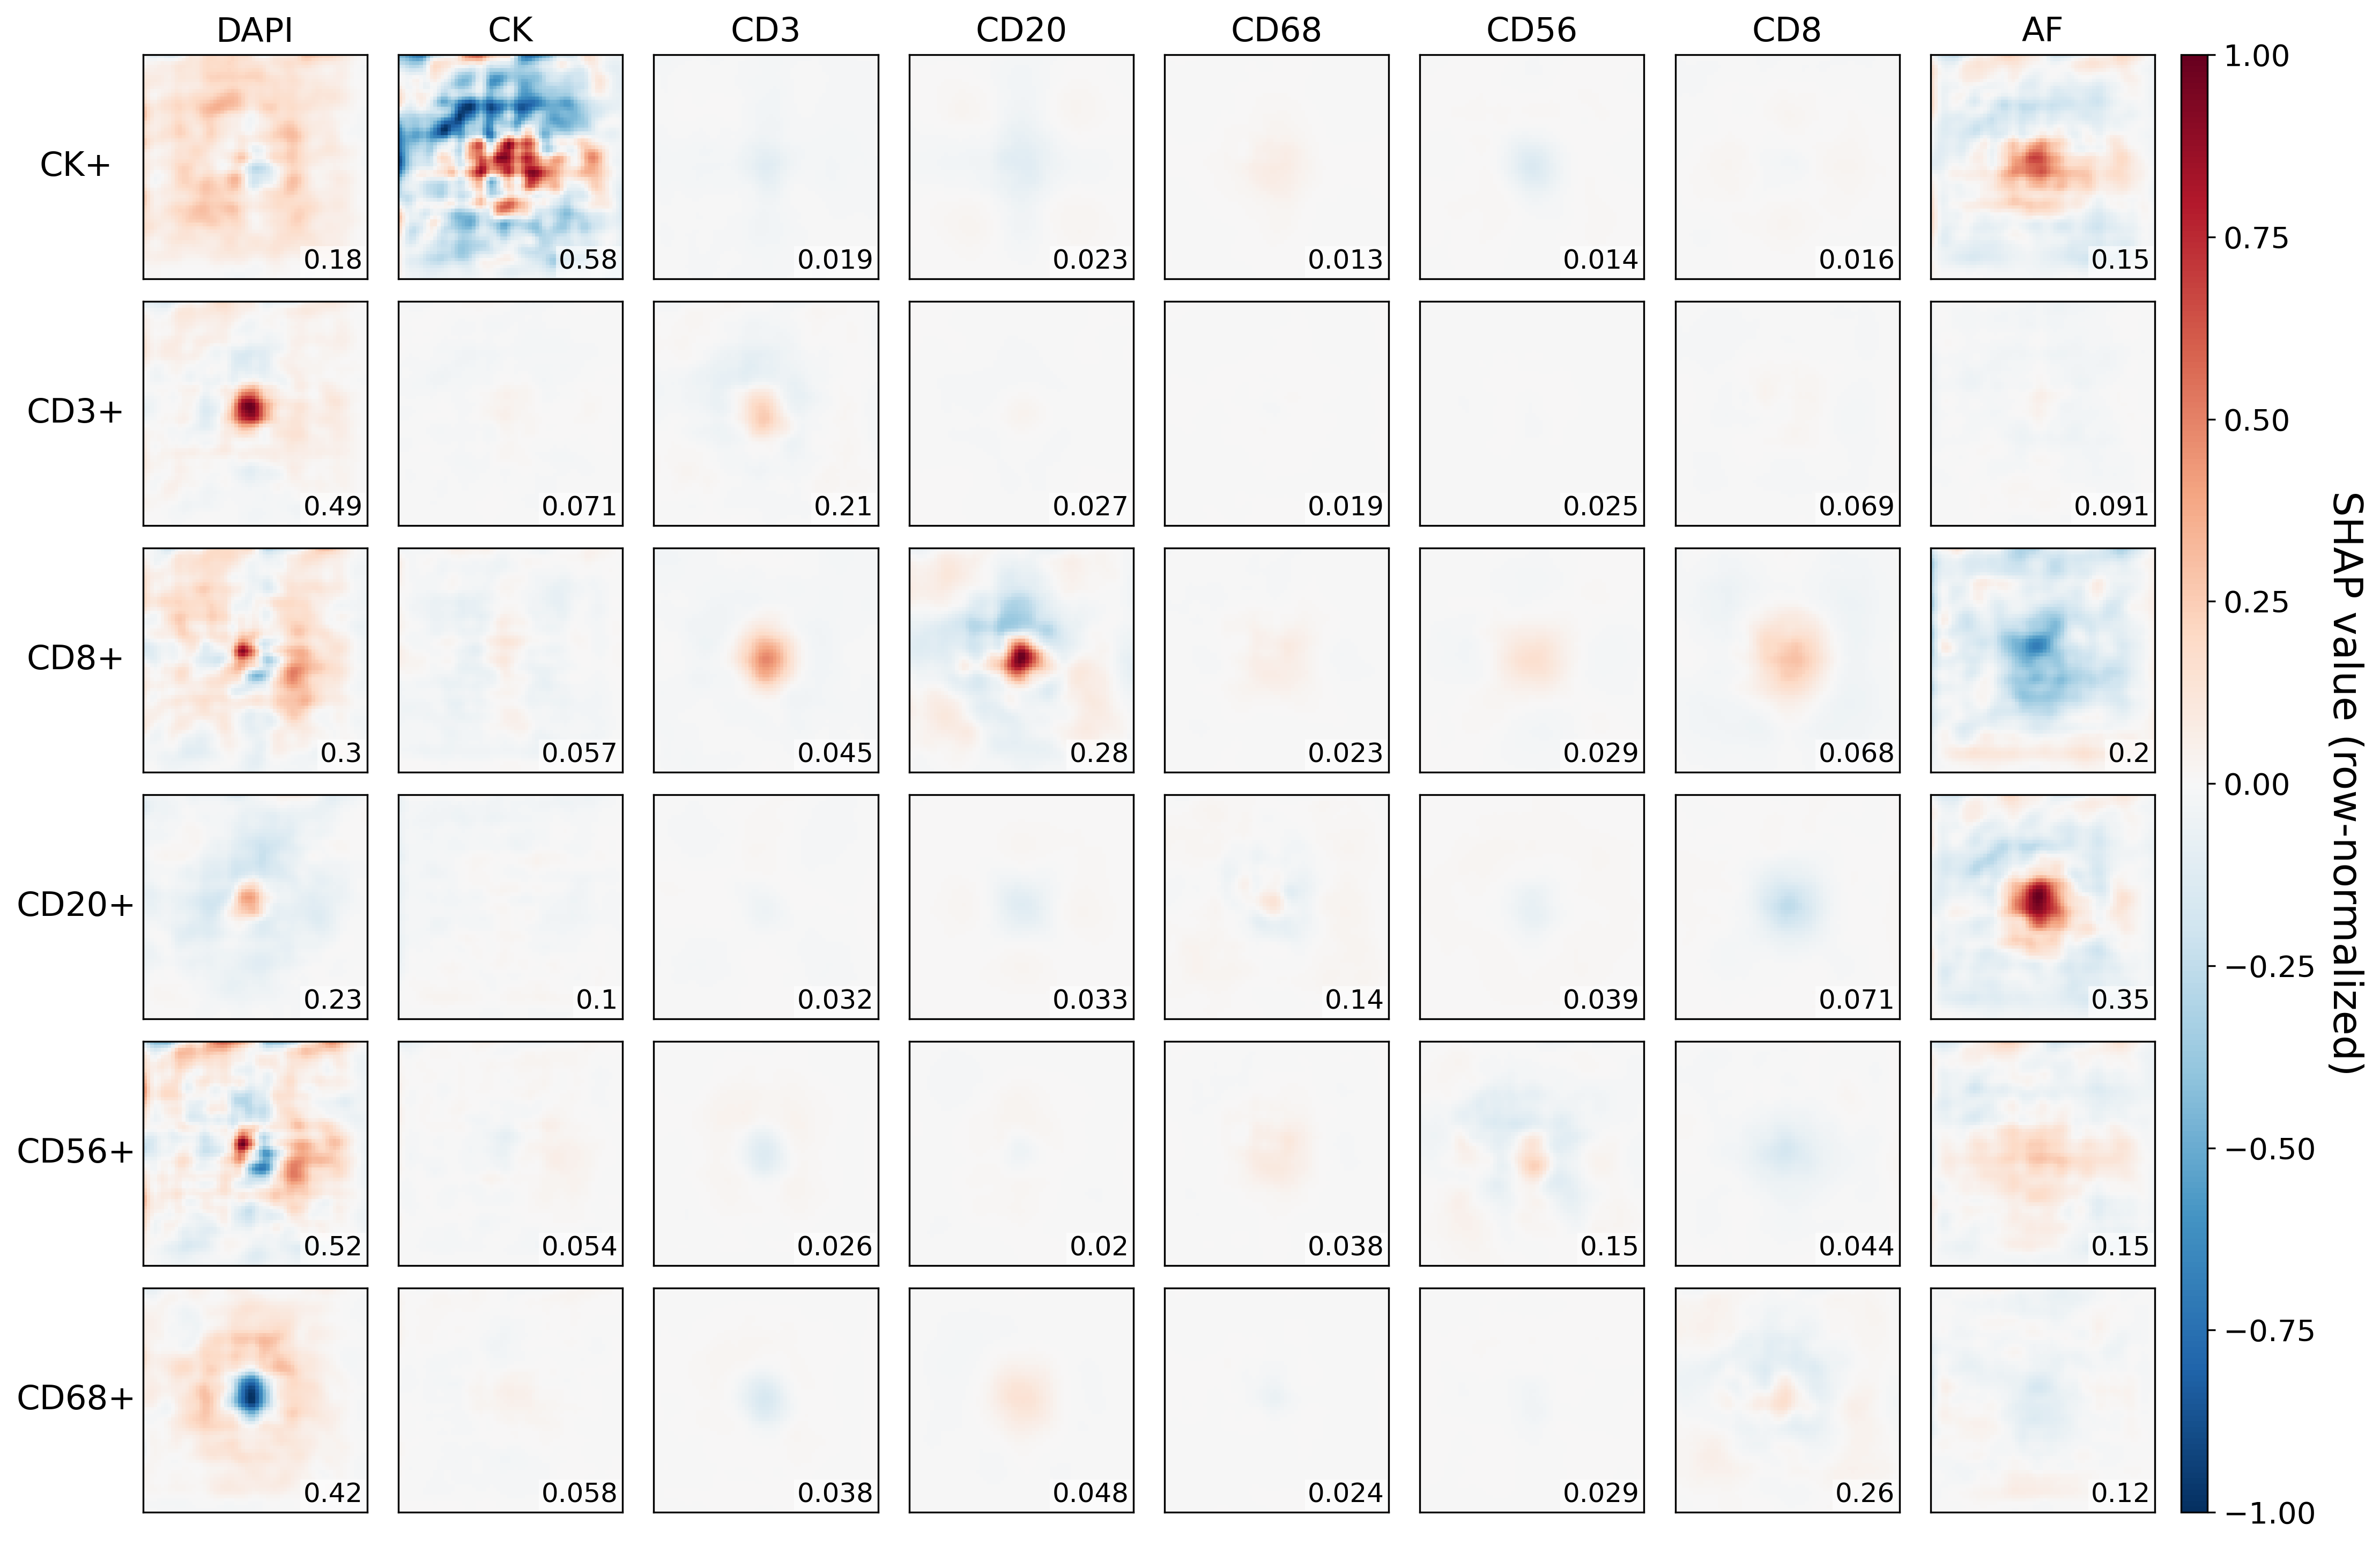 DAPI CK CD3 CD20 CD68 CD56 CD8 AF
CK+ 0.18 0.58 0.019 0.023 0.013 0.014 0.016 0.15
CD3+ 0.49 0.071 0.21 0.027 0.019 0.025 0.069 0.091
CD8+ 0.3 0.057 0.045 0.28 0.023 0.029 0.068 0.2
CD20+ 0.23 0.1 0.032 0.033 0.14 0.039 0.071 0.35
CD56+ 0.52 0.054 0.026 0.02 0.038 0.15 0.044 0.15
CD68+ 0.42 0.058 0.038 0.048 0.024 0.029 0.26 0.12
1.00
0.75
0.50
0.25
0.00
−0.25
−0.50
−0.75
−1.00
SHAP value (row-normalized)